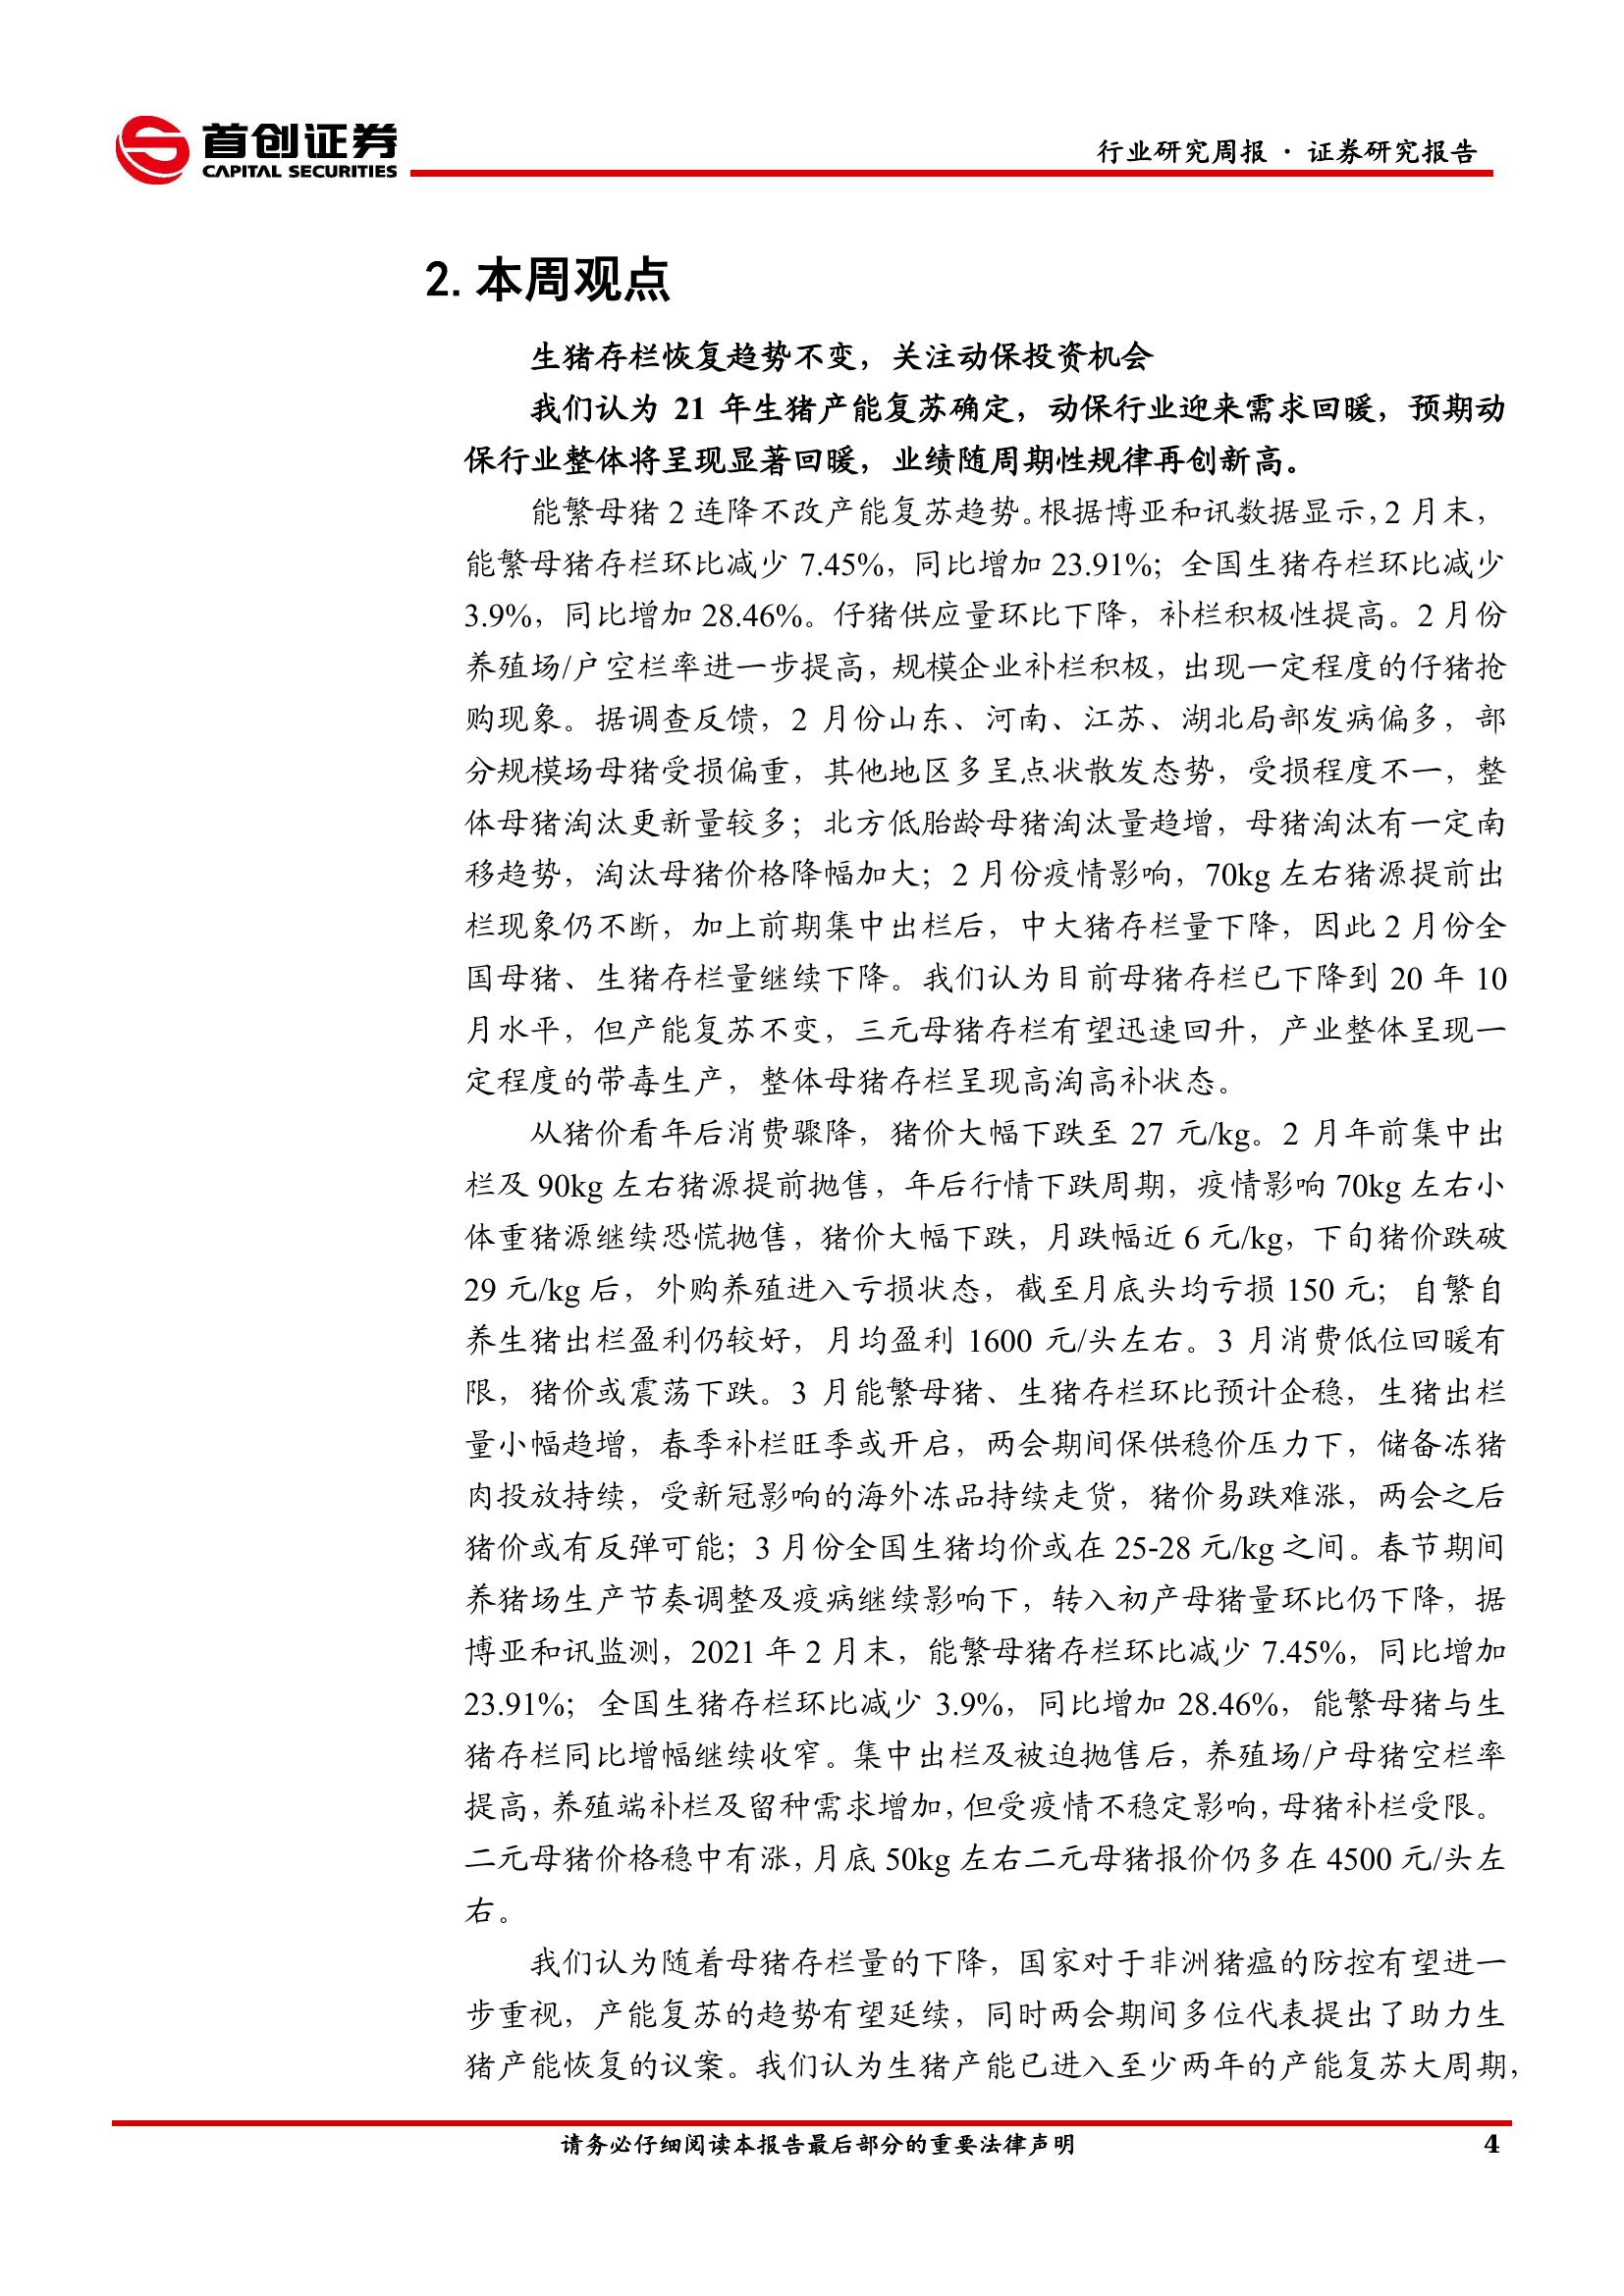 首创证券
CAPITAL SECURITIES
行业研究周报 · 证券研究报告
2. 本周观点
生猪存栏恢复趋势不变，关注动保投资机会
我们认为 21 年生猪产能复苏确定，动保行业迎来需求回暖，预期动
保行业整体将呈现显著回暖，业绩随周期性规律再创新高。
能繁母猪 2 连降不改产能复苏趋势。根据博亚和讯数据显示，2 月末，
能繁母猪存栏环比减少 7.45%，同比增加 23.91%；全国生猪存栏环比减少
3.9%，同比增加 28.46%。仔猪供应量环比下降，补栏积极性提高。2 月份
养殖场/户空栏率进一步提高，规模企业补栏积极，出现一定程度的仔猪抢
购现象。据调查反馈，2 月份山东、河南、江苏、湖北局部发病偏多，部
分规模场母猪受损偏重，其他地区多呈点状散发态势，受损程度不一，整
体母猪淘汰更新量较多；北方低胎龄母猪淘汰量趋增，母猪淘汰有一定南
移趋势，淘汰母猪价格降幅加大；2 月份疫情影响，70kg 左右猪源提前出
栏现象仍不断，加上前期集中出栏后，中大猪存栏量下降，因此 2 月份全
国母猪、生猪存栏量继续下降。我们认为目前母猪存栏已下降到 20 年 10
月水平，但产能复苏不变，三元母猪存栏有望迅速回升，产业整体呈现一
定程度的带毒生产，整体母猪存栏呈现高淘高补状态。
从猪价看年后消费骤降，猪价大幅下跌至 27 元/kg。2 月年前集中出
栏及 90kg 左右猪源提前抛售，年后行情下跌周期，疫情影响 70kg 左右小
体重猪源继续恐慌抛售，猪价大幅下跌，月跌幅近 6 元/kg，下旬猪价跌破
29 元/kg 后，外购养殖进入亏损状态，截至月底头均亏损 150 元；自繁自
养生猪出栏盈利仍较好，月均盈利 1600 元/头左右。3 月消费低位回暖有
限，猪价或震荡下跌。3 月能繁母猪、生猪存栏环比预计企稳，生猪出栏
量小幅趋增，春季补栏旺季或开启，两会期间保供稳价压力下，储备冻猪
肉投放持续，受新冠影响的海外冻品持续走货，猪价易跌难涨，两会之后
猪价或有反弹可能；3 月份全国生猪均价或在 25-28 元/kg 之间。春节期间
养猪场生产节奏调整及疫病继续影响下，转入初产母猪量环比仍下降，据
博亚和讯监测，2021 年 2 月末，能繁母猪存栏环比减少 7.45%，同比增加
23.91%；全国生猪存栏环比减少 3.9%，同比增加 28.46%，能繁母猪与生
猪存栏同比增幅继续收窄。集中出栏及被迫抛售后，养殖场/户母猪空栏率
提高，养殖端补栏及留种需求增加，但受疫情不稳定影响，母猪补栏受限。
二元母猪价格稳中有涨，月底 50kg 左右二元母猪报价仍多在 4500 元/头左
右。
我们认为随着母猪存栏量的下降，国家对于非洲猪瘟的防控有望进一
步重视，产能复苏的趋势有望延续，同时两会期间多位代表提出了助力生
猪产能恢复的议案。我们认为生猪产能已进入至少两年的产能复苏大周期，
请务必仔细阅读本报告最后部分的重要法律声明
4